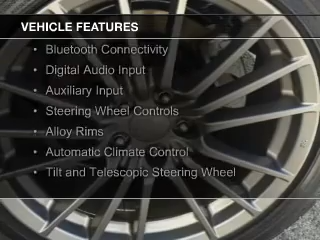 VEHICLE FEATURES
• Bluetooth Connectivity
• Digital Audio Input
• Auxiliary Input
• Steering Wheel Controls
• Alloy Rims
• Automatic Climate Control
• Tilt and Telescopic Steering Wheel